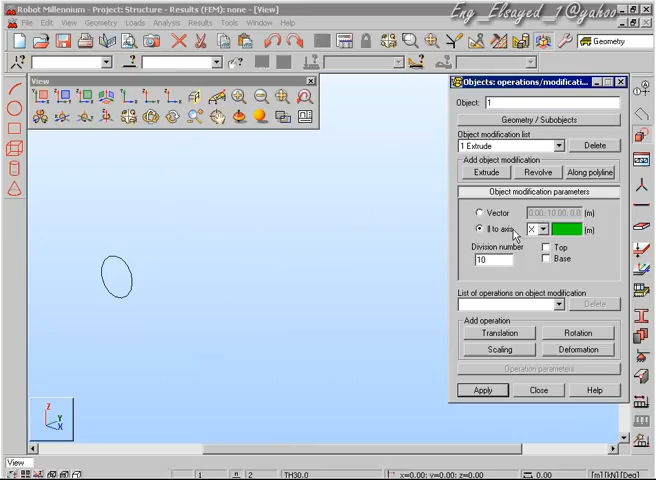 Robot Millennium - Project: Structure - Results (FEM): none - [View]
Eng_Elsayed_1@yahoo
File Edit View Geometry Loads Analysis Results Tools Window Help
Geometry
View
Objects: operations/modificati...
Object: 1
Geometry / Subobjects
Object modification list
1 Extrude
Delete
Add object modification
Extrude
Revolve
Along polyline
Object modification parameters
Vector
0.00; 10.00; 0.0
(m)
|| to axis
X
(m)
Division number
Top
10
Base
List of operations on object modification
Delete
Add operation
Translation
Rotation
Scaling
Deformation
Operation parameters
Apply
Close
Help
Z
Y
X
View
1
2
TH30.0
x=0.00; y=0.00; z=0.00
0.00
[m] [kN] [Deg]